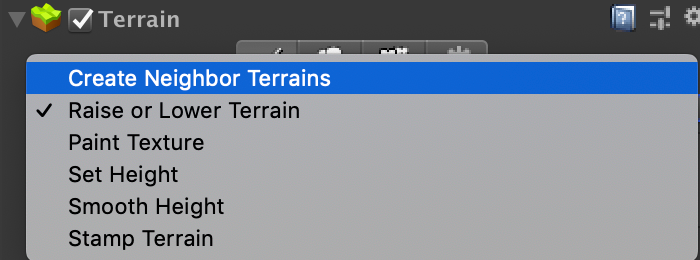 Terrain
Create Neighbor Terrains
Raise or Lower Terrain
Paint Texture
Set Height
Smooth Height
Stamp Terrain